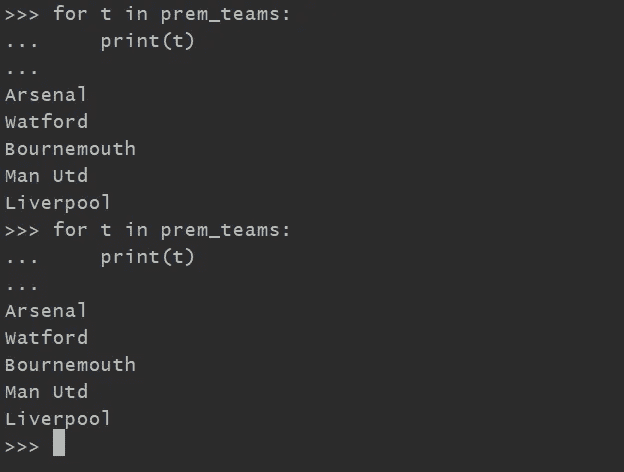 >>> for t in prem_teams:
...     print(t)
...
Arsenal
Watford
Bournemouth
Man Utd
Liverpool
>>> for t in prem_teams:
...     print(t)
...
Arsenal
Watford
Bournemouth
Man Utd
Liverpool
>>>